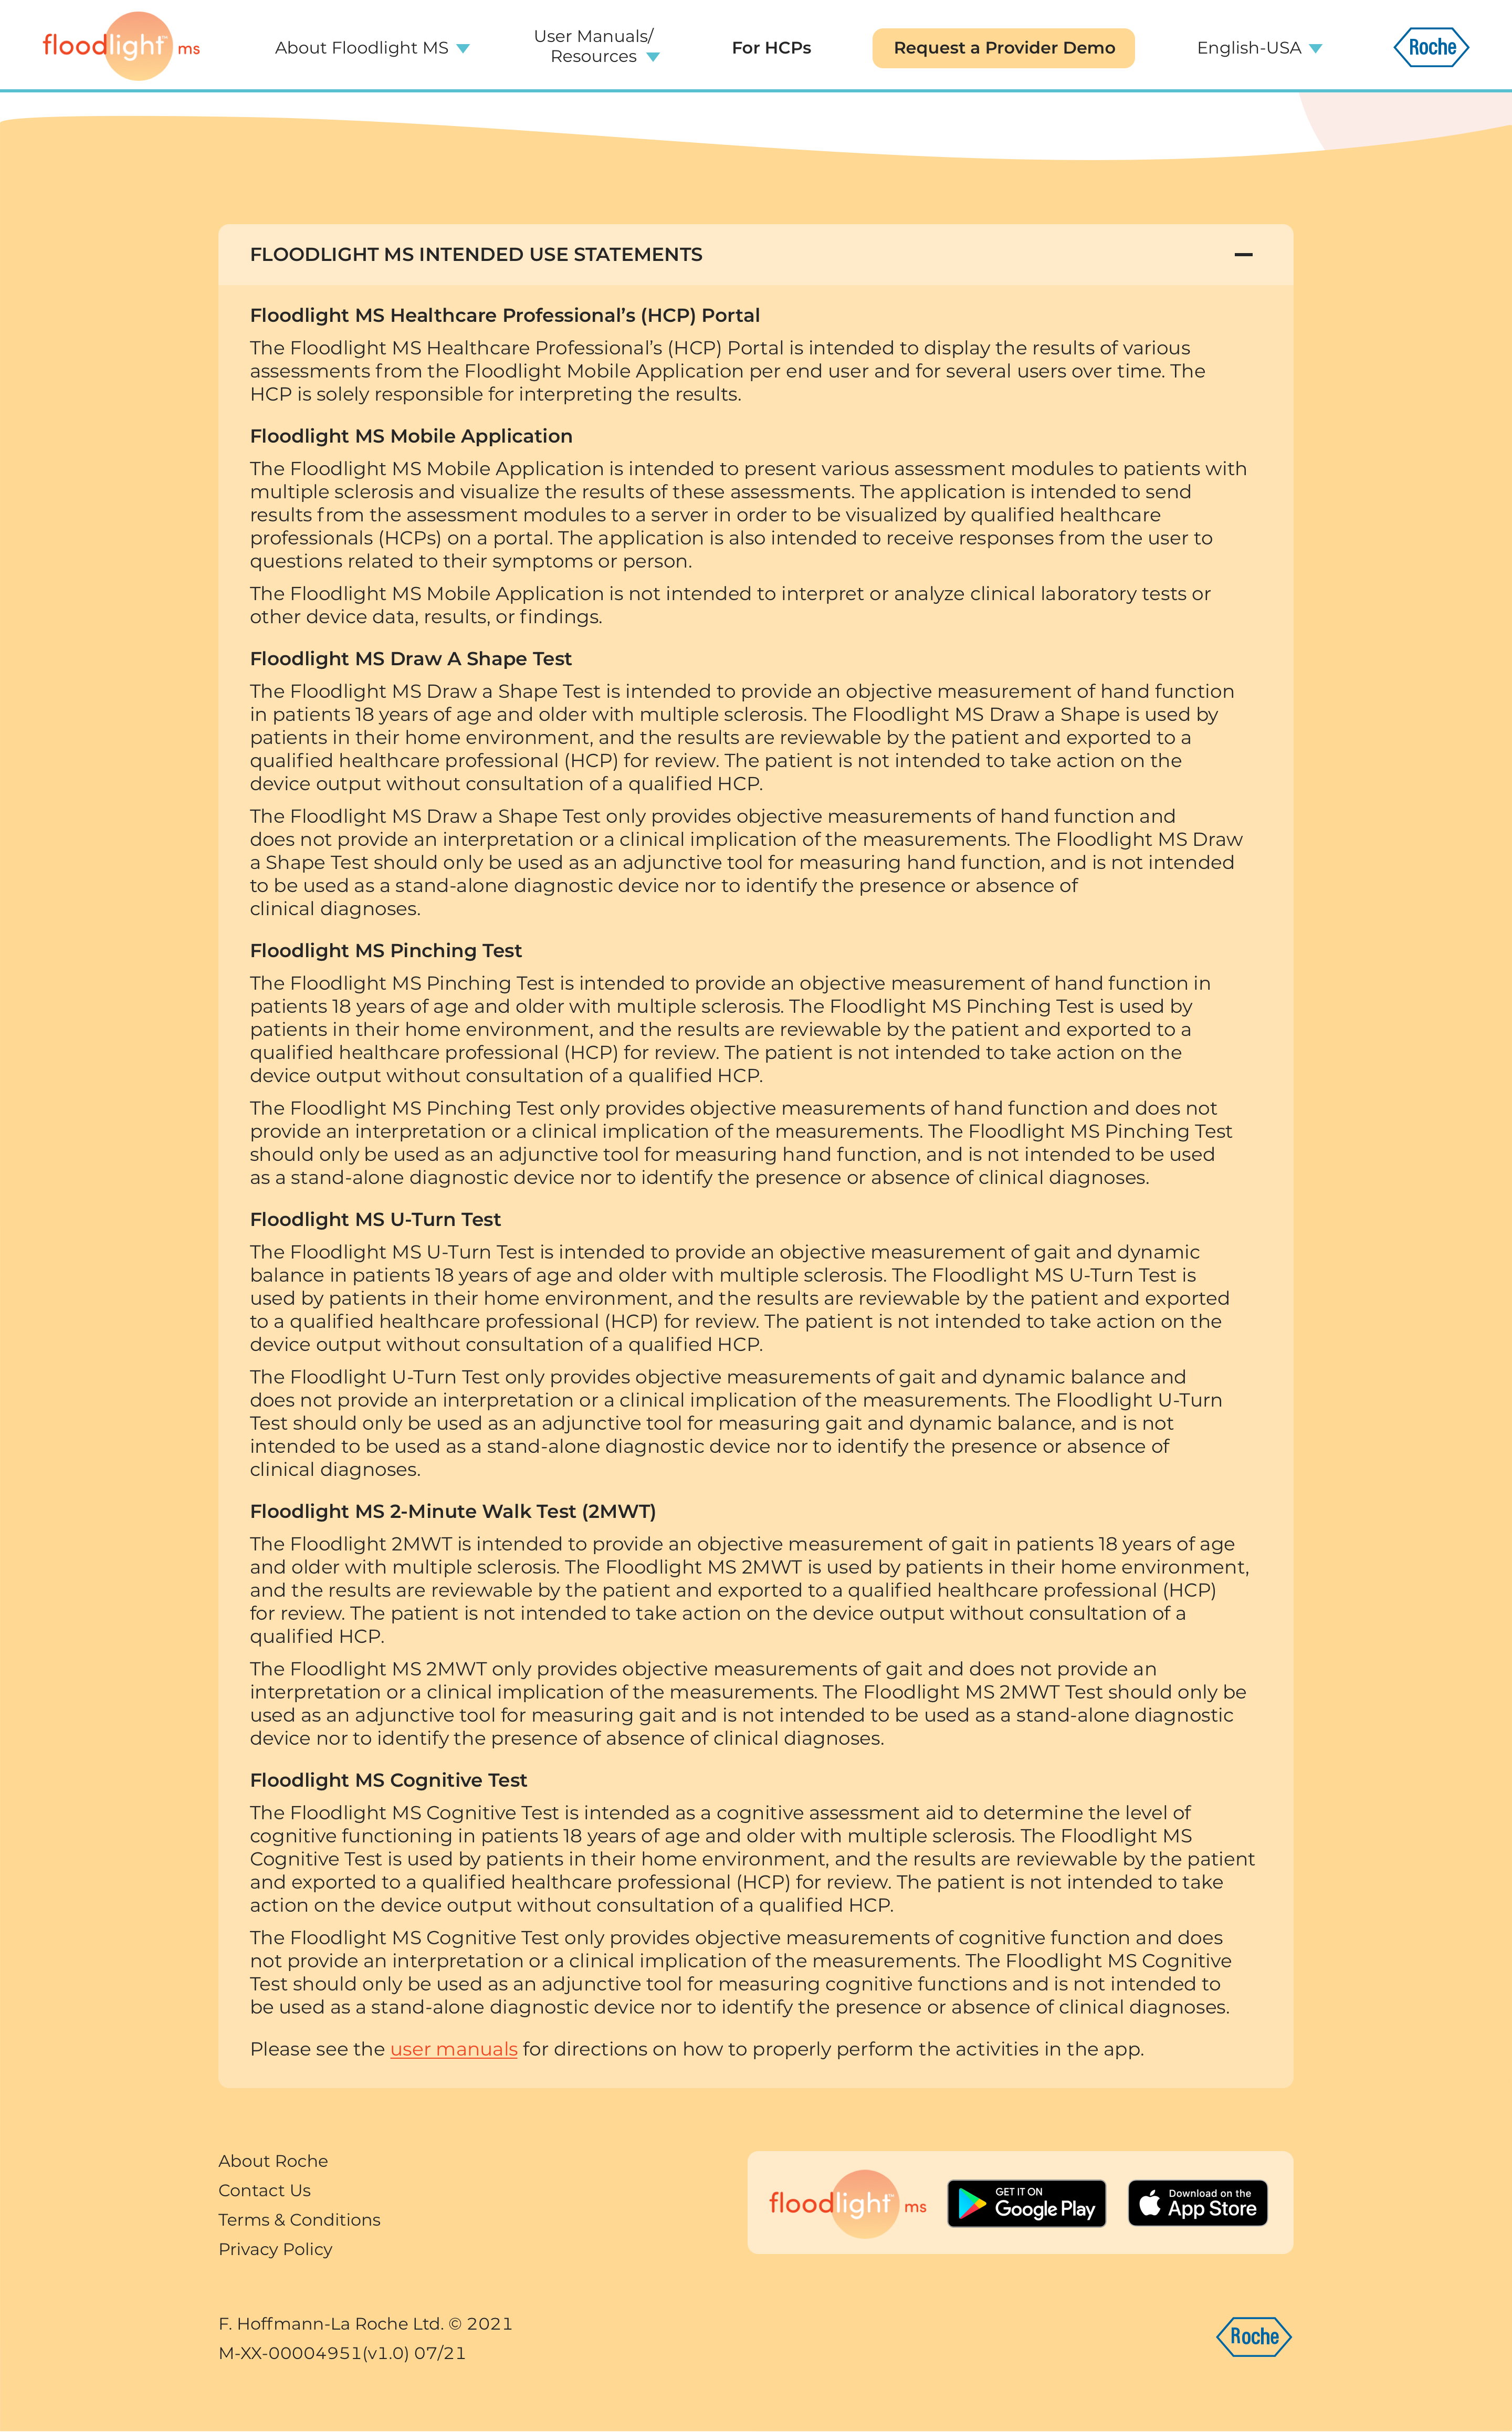 floodlight™ ms
About Floodlight MS
User Manuals/
Resources
For HCPs
Request a Provider Demo
English-USA
Roche
FLOODLIGHT MS INTENDED USE STATEMENTS
Floodlight MS Healthcare Professional’s (HCP) Portal
The Floodlight MS Healthcare Professional’s (HCP) Portal is intended to display the results of various
assessments from the Floodlight Mobile Application per end user and for several users over time. The
HCP is solely responsible for interpreting the results.
Floodlight MS Mobile Application
The Floodlight MS Mobile Application is intended to present various assessment modules to patients with
multiple sclerosis and visualize the results of these assessments. The application is intended to send
results from the assessment modules to a server in order to be visualized by qualified healthcare
professionals (HCPs) on a portal. The application is also intended to receive responses from the user to
questions related to their symptoms or person.
The Floodlight MS Mobile Application is not intended to interpret or analyze clinical laboratory tests or
other device data, results, or findings.
Floodlight MS Draw A Shape Test
The Floodlight MS Draw a Shape Test is intended to provide an objective measurement of hand function
in patients 18 years of age and older with multiple sclerosis. The Floodlight MS Draw a Shape is used by
patients in their home environment, and the results are reviewable by the patient and exported to a
qualified healthcare professional (HCP) for review. The patient is not intended to take action on the
device output without consultation of a qualified HCP.
The Floodlight MS Draw a Shape Test only provides objective measurements of hand function and
does not provide an interpretation or a clinical implication of the measurements. The Floodlight MS Draw
a Shape Test should only be used as an adjunctive tool for measuring hand function, and is not intended
to be used as a stand-alone diagnostic device nor to identify the presence or absence of
clinical diagnoses.
Floodlight MS Pinching Test
The Floodlight MS Pinching Test is intended to provide an objective measurement of hand function in
patients 18 years of age and older with multiple sclerosis. The Floodlight MS Pinching Test is used by
patients in their home environment, and the results are reviewable by the patient and exported to a
qualified healthcare professional (HCP) for review. The patient is not intended to take action on the
device output without consultation of a qualified HCP.
The Floodlight MS Pinching Test only provides objective measurements of hand function and does not
provide an interpretation or a clinical implication of the measurements. The Floodlight MS Pinching Test
should only be used as an adjunctive tool for measuring hand function, and is not intended to be used
as a stand-alone diagnostic device nor to identify the presence or absence of clinical diagnoses.
Floodlight MS U-Turn Test
The Floodlight MS U-Turn Test is intended to provide an objective measurement of gait and dynamic
balance in patients 18 years of age and older with multiple sclerosis. The Floodlight MS U-Turn Test is
used by patients in their home environment, and the results are reviewable by the patient and exported
to a qualified healthcare professional (HCP) for review. The patient is not intended to take action on the
device output without consultation of a qualified HCP.
The Floodlight U-Turn Test only provides objective measurements of gait and dynamic balance and
does not provide an interpretation or a clinical implication of the measurements. The Floodlight U-Turn
Test should only be used as an adjunctive tool for measuring gait and dynamic balance, and is not
intended to be used as a stand-alone diagnostic device nor to identify the presence or absence of
clinical diagnoses.
Floodlight MS 2-Minute Walk Test (2MWT)
The Floodlight 2MWT is intended to provide an objective measurement of gait in patients 18 years of age
and older with multiple sclerosis. The Floodlight MS 2MWT is used by patients in their home environment,
and the results are reviewable by the patient and exported to a qualified healthcare professional (HCP)
for review. The patient is not intended to take action on the device output without consultation of a
qualified HCP.
The Floodlight MS 2MWT only provides objective measurements of gait and does not provide an
interpretation or a clinical implication of the measurements. The Floodlight MS 2MWT Test should only be
used as an adjunctive tool for measuring gait and is not intended to be used as a stand-alone diagnostic
device nor to identify the presence of absence of clinical diagnoses.
Floodlight MS Cognitive Test
The Floodlight MS Cognitive Test is intended as a cognitive assessment aid to determine the level of
cognitive functioning in patients 18 years of age and older with multiple sclerosis. The Floodlight MS
Cognitive Test is used by patients in their home environment, and the results are reviewable by the patient
and exported to a qualified healthcare professional (HCP) for review. The patient is not intended to take
action on the device output without consultation of a qualified HCP.
The Floodlight MS Cognitive Test only provides objective measurements of cognitive function and does
not provide an interpretation or a clinical implication of the measurements. The Floodlight MS Cognitive
Test should only be used as an adjunctive tool for measuring cognitive functions and is not intended to
be used as a stand-alone diagnostic device nor to identify the presence or absence of clinical diagnoses.
Please see the user manuals for directions on how to properly perform the activities in the app.
About Roche
Contact Us
Terms & Conditions
Privacy Policy
floodlight™ ms
GET IT ON
Google Play
Download on the
App Store
F. Hoffmann-La Roche Ltd. © 2021
M-XX-00004951(v1.0) 07/21
Roche